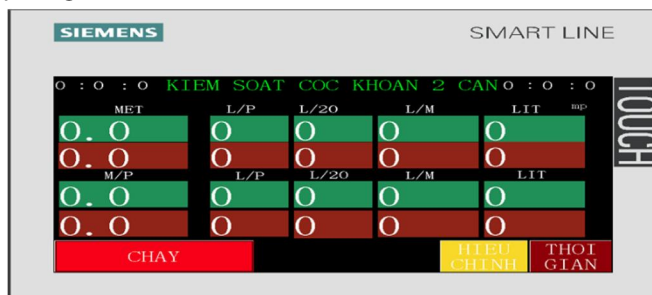 SIEMENS SMART LINE
0 : 0 : 0 KIEM SOAT COC KHOAN 2 CAN 0 : 0 : 0
MET L/P L/20 L/M LIT mp
0.0 0 0 0 0
0.0 0 0 0 0
M/P L/P L/20 L/M LIT
0.0 0 0 0 0
0.0 0 0 0 0
CHAY HIEU CHINH THOI GIAN
TOUCH